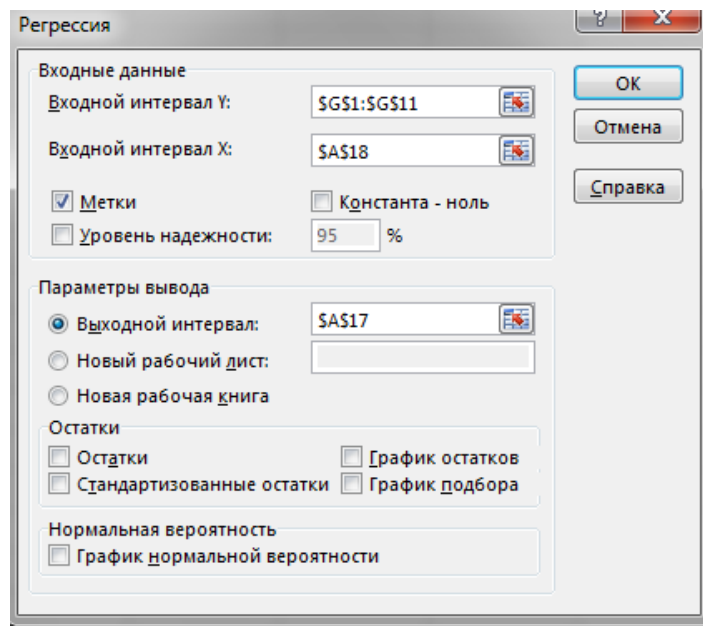 Регрессия
?
X
Входные данные
Входной интервал Y:
$G$1:$G$11
Входной интервал X:
$A$18
Метки
Константа - ноль
Уровень надежности:
95
%
ОК
Отмена
Справка
Параметры вывода
Выходной интервал:
$A$17
Новый рабочий лист:
Новая рабочая книга
Остатки
Остатки
График остатков
Стандартизованные остатки
График подбора
Нормальная вероятность
График нормальной вероятности